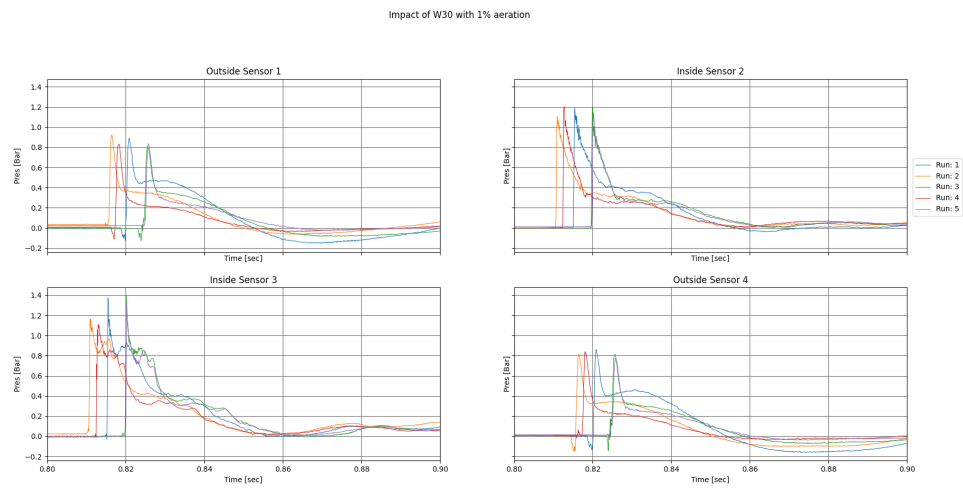 Impact of W30 with 1% aeration
Outside Sensor 1
Pres [Bar]
1.4
1.2
1.0
0.8
0.6
0.4
0.2
0.0
−0.2
Time [sec]
Inside Sensor 2
Pres [Bar]
Time [sec]
Run: 1
Run: 2
Run: 3
Run: 4
Run: 5
Inside Sensor 3
Pres [Bar]
1.4
1.2
1.0
0.8
0.6
0.4
0.2
0.0
−0.2
0.80 0.82 0.84 0.86 0.88 0.90
Time [sec]
Outside Sensor 4
Pres [Bar]
0.80 0.82 0.84 0.86 0.88 0.90
Time [sec]